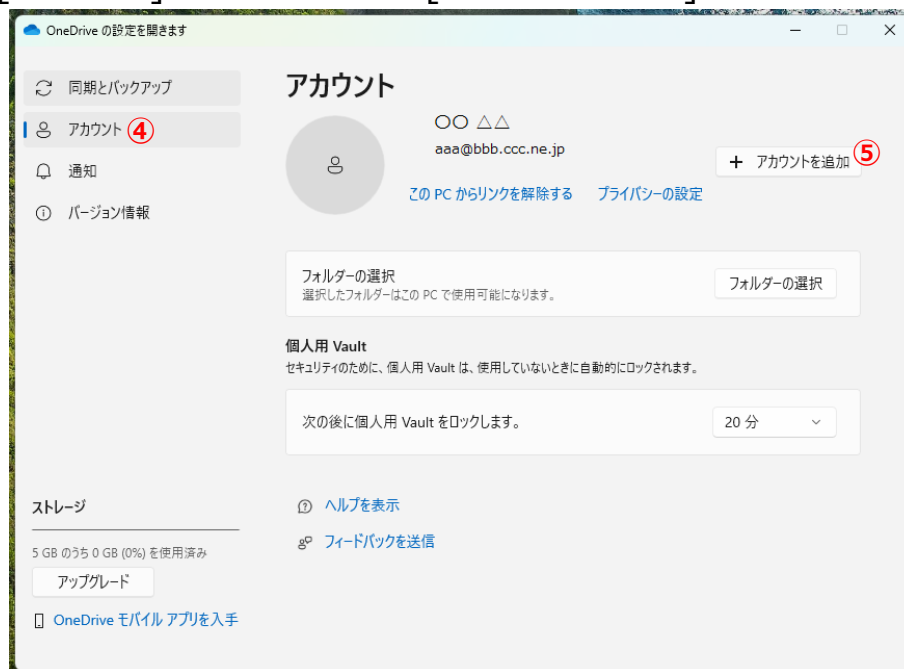 OneDrive の設定を開きます
同期とバックアップ
アカウント ④
通知
バージョン情報
アカウント
〇〇 △△
aaa@bbb.ccc.ne.jp
+ アカウントを追加 ⑤
この PC からリンクを解除する プライバシーの設定
フォルダーの選択
選択したフォルダーはこの PC で使用可能になります。
フォルダーの選択
個人用 Vault
セキュリティのために、個人用 Vault は、使用していないときに自動的にロックされます。
次の後に個人用 Vault をロックします。
20 分
ヘルプを表示
フィードバックを送信
ストレージ
5 GB のうち 0 GB (0%) を使用済み
アップグレード
OneDrive モバイル アプリを入手